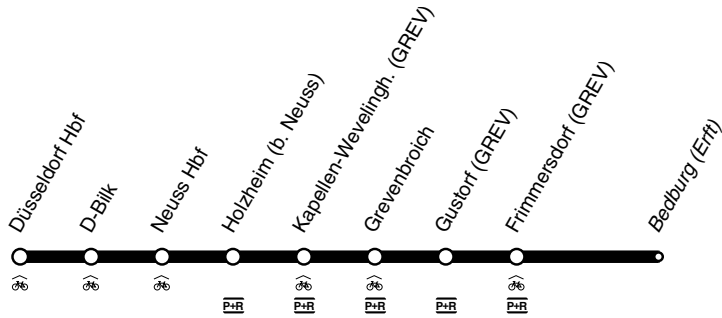 Düsseldorf Hbf
D-Bilk
Neuss Hbf
Holzheim (b. Neuss)
Kapellen-Wevelingh. (GREV)
Grevenbroich
Gustorf (GREV)
Frimmersdorf (GREV)
Bedburg (Erft)
P+R
P+R
P+R
P+R
P+R